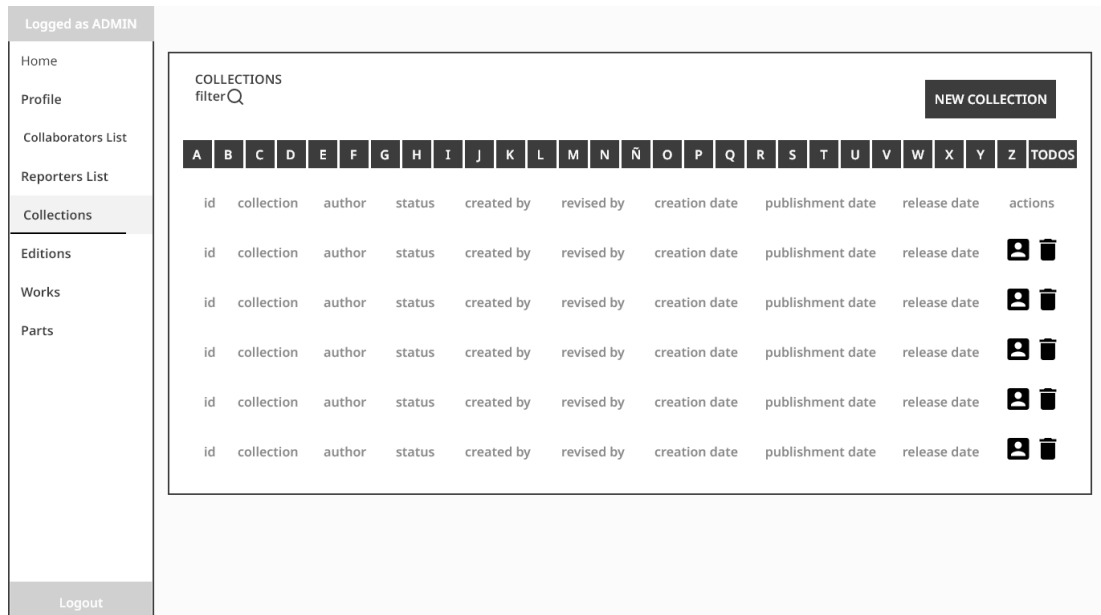 Logged as ADMIN
Home
Profile
Collaborators List
Reporters List
Collections
Editions
Works
Parts
Logout
COLLECTIONS
filter
NEW COLLECTION
A B C D E F G H I J K L M N Ñ O P Q R S T U V W X Y Z TODOS
id collection author status created by revised by creation date publishment date release date actions
id collection author status created by revised by creation date publishment date release date
id collection author status created by revised by creation date publishment date release date
id collection author status created by revised by creation date publishment date release date
id collection author status created by revised by creation date publishment date release date
id collection author status created by revised by creation date publishment date release date